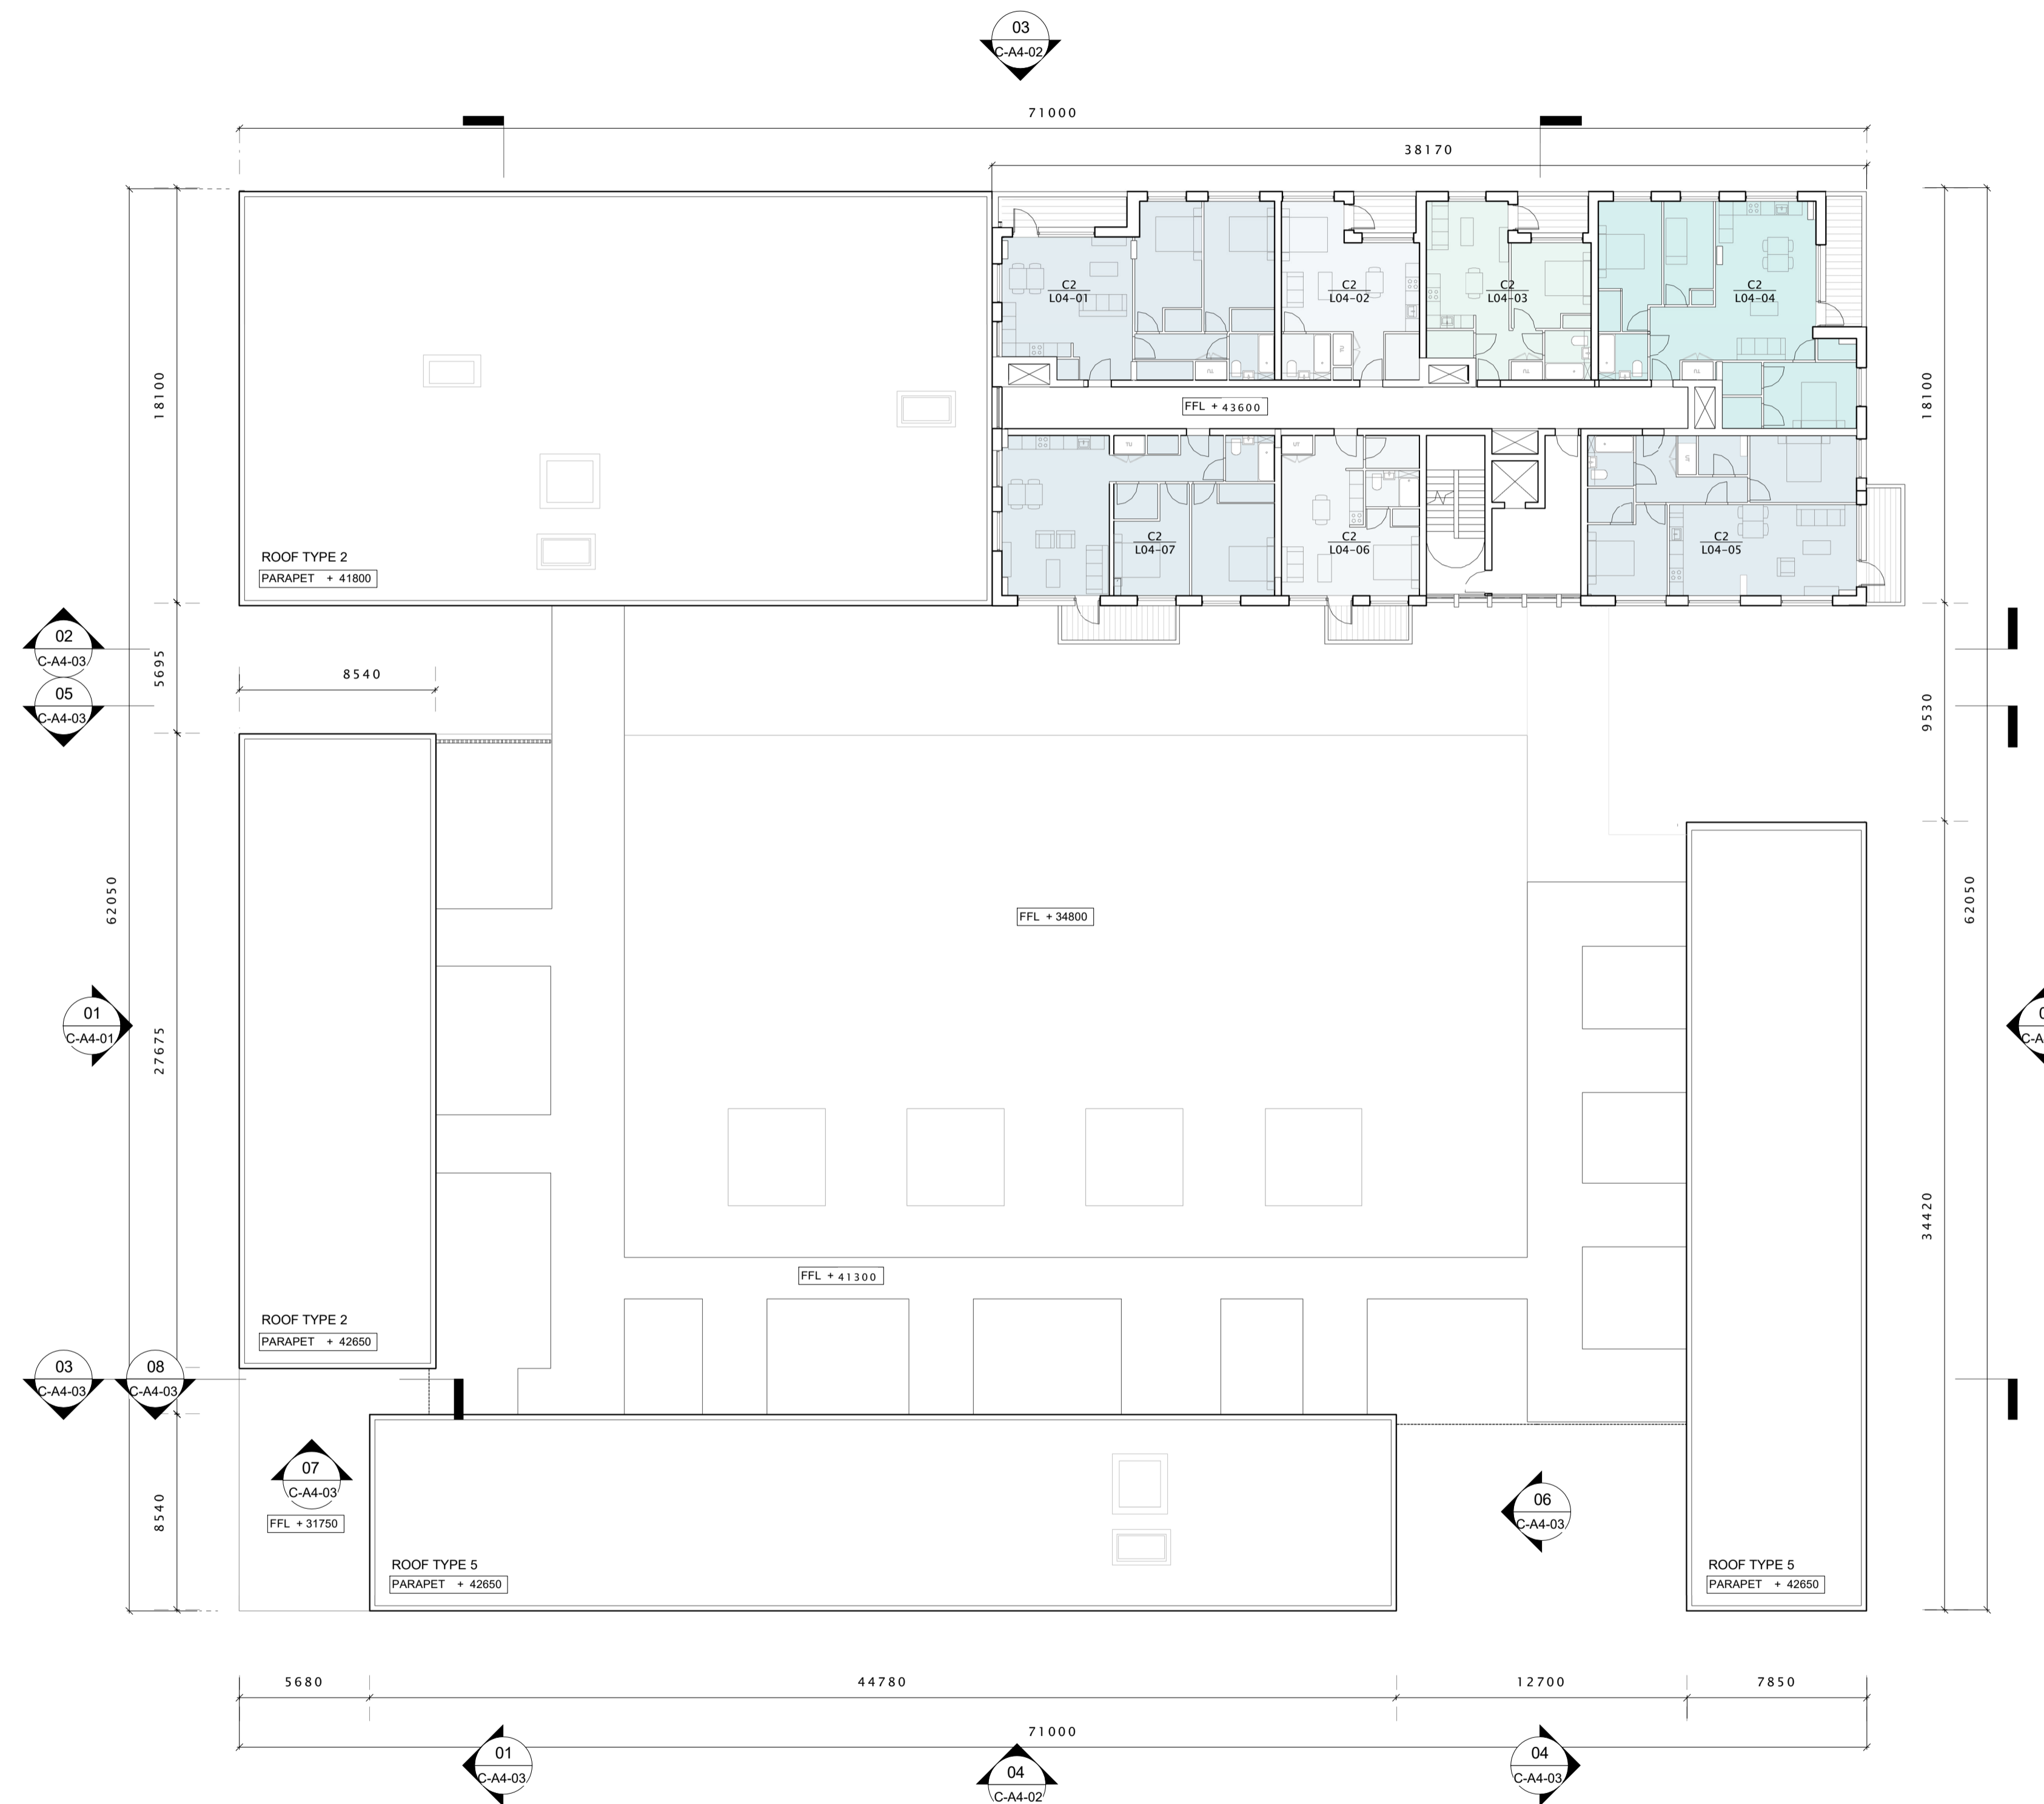 03
C-A4-02
71000
38170
C2
L04-01
C2
L04-02
C2
L04-03
C2
L04-04
18100
18100
FFL + 43600
C2
L04-07
C2
L04-06
C2
L04-05
ROOF TYPE 2
PARAPET + 41800
02
C-A4-03
05
C-A4-03
5695
8540
9530
62050
62050
FFL + 34800
01
C-A4-01
27675
34420
FFL + 41300
ROOF TYPE 2
PARAPET + 42650
03
C-A4-03
08
C-A4-03
07
C-A4-03
FFL + 31750
06
C-A4-03
8540
ROOF TYPE 5
PARAPET + 42650
ROOF TYPE 5
PARAPET + 42650
5680
44780
12700
7850
71000
01
C-A4-03
04
C-A4-02
04
C-A4-03